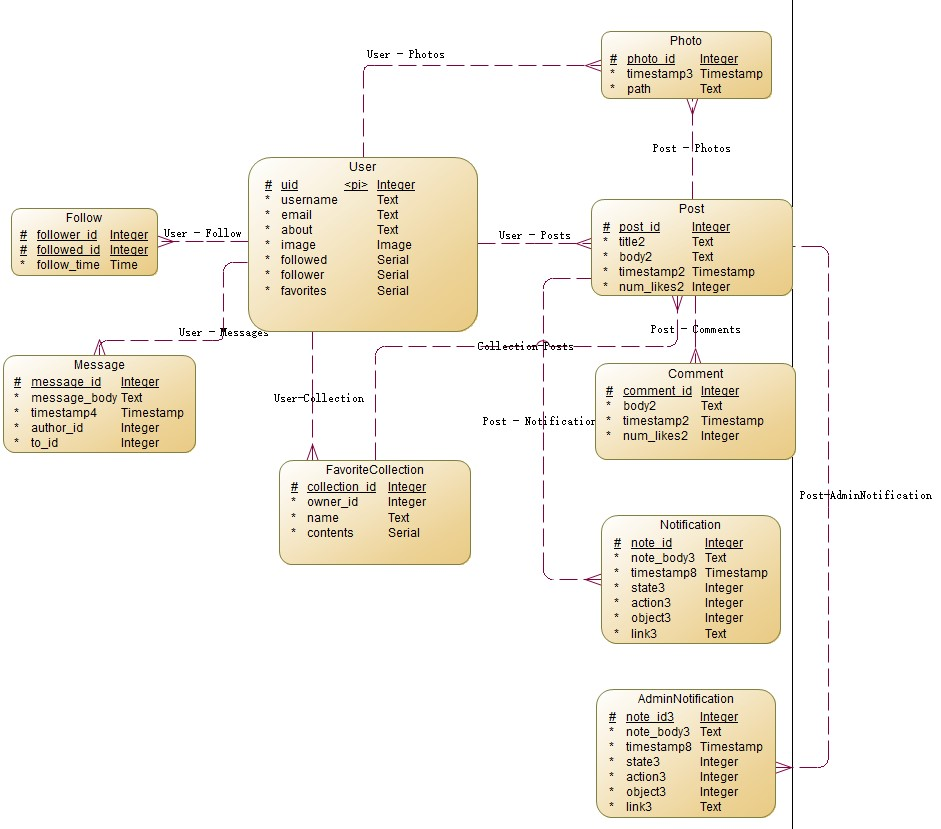 User - Photos
Photo
# photo_id Integer
* timestamp3 Timestamp
* path Text
Post - Photos
User
# uid <pi> Integer
* username Text
* email Text
* about Text
* image Image
* followed Serial
* follower Serial
* favorites Serial
Follow
# follower_id Integer
# followed_id Integer
* follow_time Time
User - Follow
User - Posts
Post
# post_id Integer
* title2 Text
* body2 Text
* timestamp2 Timestamp
* num_likes2 Integer
User - Messages
Post - Comments
Collection-Posts
Message
# message_id Integer
* message_body Text
* timestamp4 Timestamp
* author_id Integer
* to_id Integer
User-Collection
Comment
# comment_id Integer
* body2 Text
* timestamp2 Timestamp
* num_likes2 Integer
Post - Notification
FavoriteCollection
# collection_id Integer
* owner_id Integer
* name Text
* contents Serial
Post-AdminNotification
Notification
# note_id Integer
* note_body3 Text
* timestamp8 Timestamp
* state3 Integer
* action3 Integer
* object3 Integer
* link3 Text
AdminNotification
# note_id3 Integer
* note_body3 Text
* timestamp8 Timestamp
* state3 Integer
* action3 Integer
* object3 Integer
* link3 Text